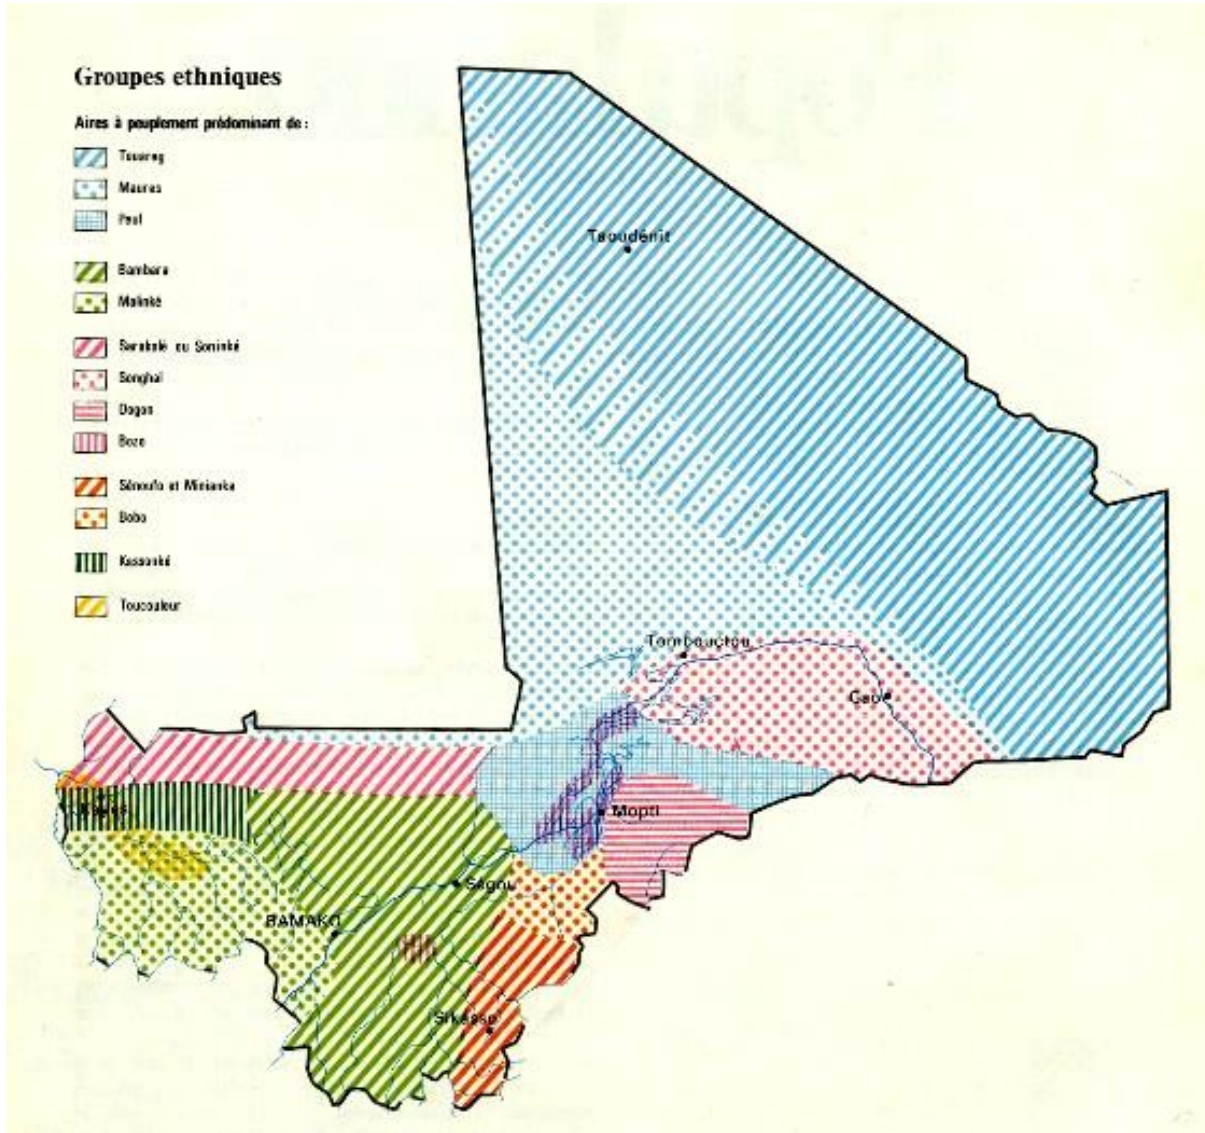 Groupes ethniques
Aires à peuplement prédominant de :
Touareg
Maures
Peul
Bambara
Malinké
Sarakolé ou Soninké
Songhaï
Dogon
Bozo
Sénoufo et Minianka
Bobo
Kassonké
Toucouleur
Taoudénit
Tombouctou
Gao
Mopti
Ségou
BAMAKO
Sikasso